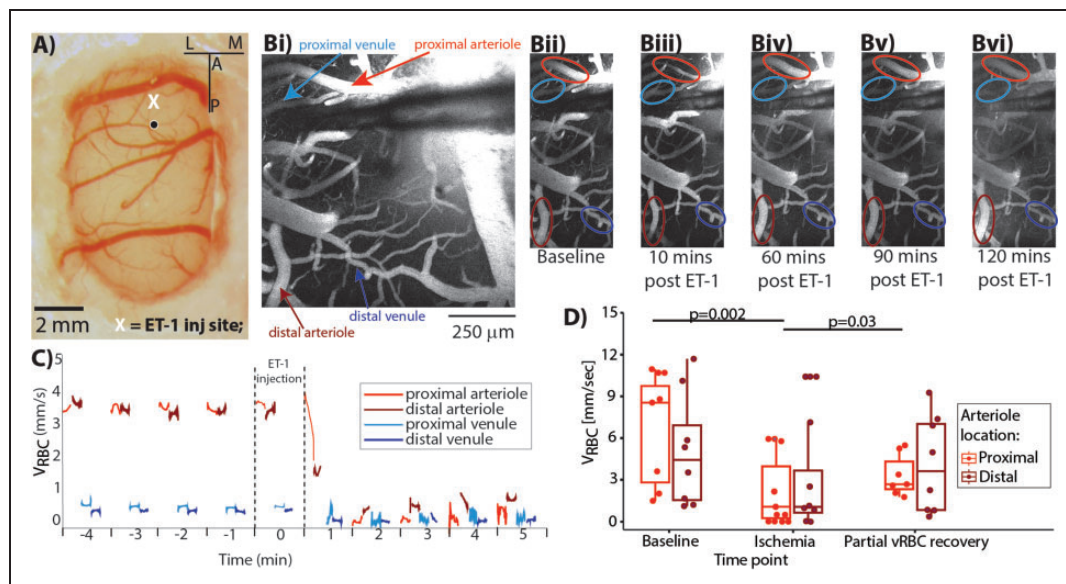 A)
L M
A
P
X
2 mm
X = ET-1 inj site;
Bi)
proximal venule
proximal arteriole
distal arteriole
distal venule
250 µm
Bii)
Baseline
Biii)
10 mins
post ET-1
Biv)
60 mins
post ET-1
Bv)
90 mins
post ET-1
Bvi)
120 mins
post ET-1
C)
5
4
3
2
1
0
VRBC (mm/s)
ET-1
injection
proximal arteriole
distal arteriole
proximal venule
distal venule
-4 -3 -2 -1 0 1 2 3 4 5
Time (min)
D)
p=0.002
p=0.03
15
12
9
6
3
0
VRBC [mm/sec]
Arteriole
location:
Proximal
Distal
Baseline Ischemia Partial vRBC recovery
Time point